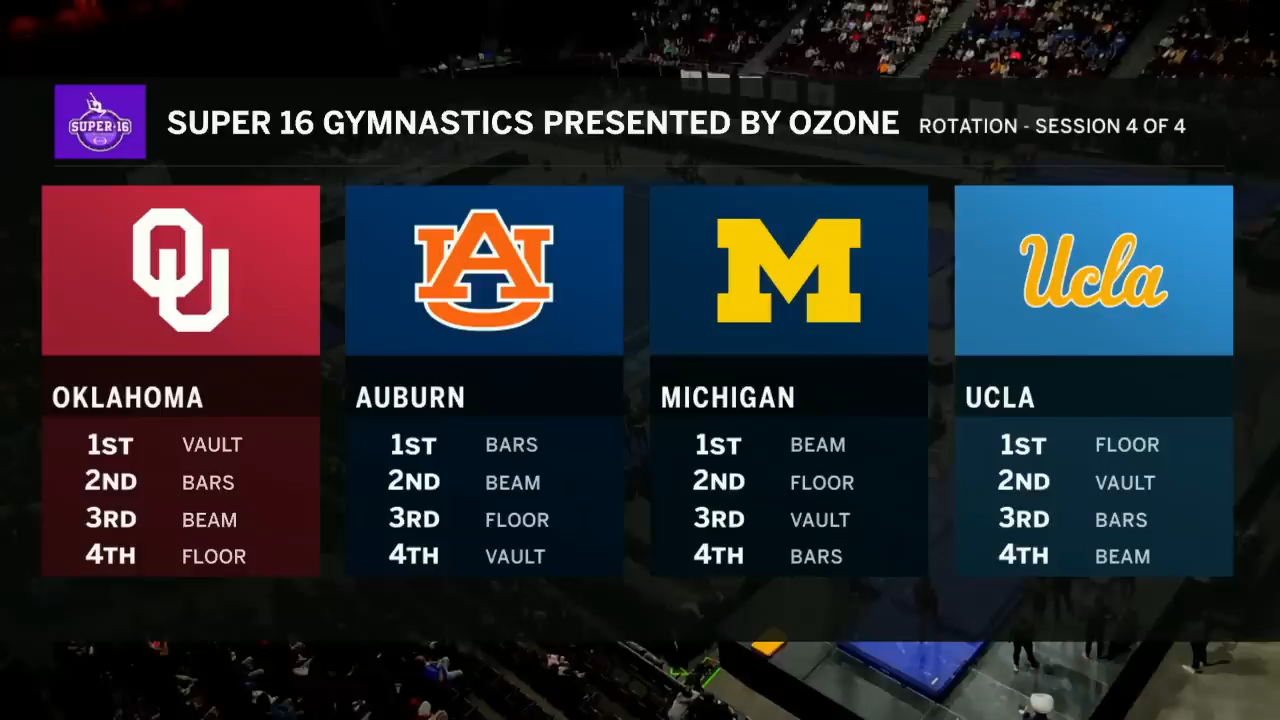 SUPER·16
SUPER 16 GYMNASTICS PRESENTED BY OZONE ROTATION - SESSION 4 OF 4
OU
AU
M
Ucla
OKLAHOMA
1ST VAULT
2ND BARS
3RD BEAM
4TH FLOOR
AUBURN
1ST BARS
2ND BEAM
3RD FLOOR
4TH VAULT
MICHIGAN
1ST BEAM
2ND FLOOR
3RD VAULT
4TH BARS
UCLA
1ST FLOOR
2ND VAULT
3RD BARS
4TH BEAM